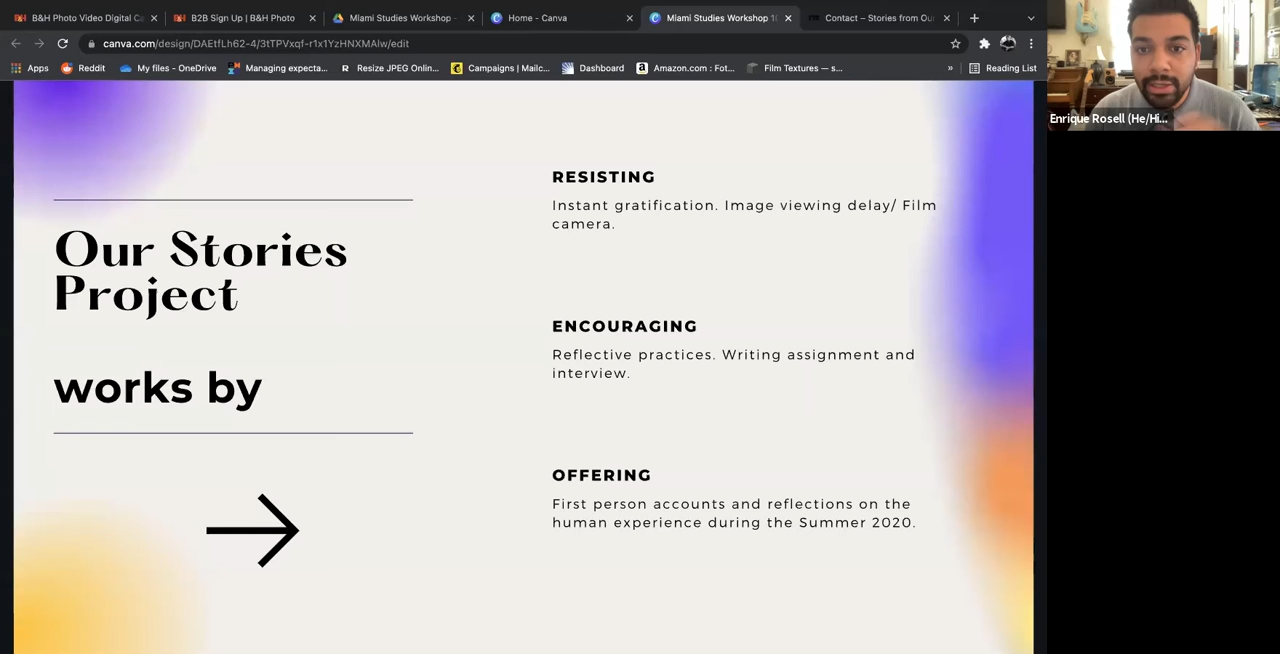 B&H Photo Video Digital Ca
B2B Sign Up | B&H Photo
Miami Studies Workshop -
Home - Canva
Miami Studies Workshop 10
Contact – Stories from Our
canva.com/design/DAEtfLh62-4/3tTPVxqf-r1x1YzHNXMAlw/edit
Apps
Reddit
My files - OneDrive
Managing expecta...
Resize JPEG Onlin...
Campaigns | Mailc...
Dashboard
Amazon.com : Fot...
Film Textures — s...
»
Reading List
Enrique Rosell (He/Hi...
Our Stories
Project
works by
RESISTING
Instant gratification. Image viewing delay/ Film
camera.
ENCOURAGING
Reflective practices. Writing assignment and
interview.
OFFERING
First person accounts and reflections on the
human experience during the Summer 2020.